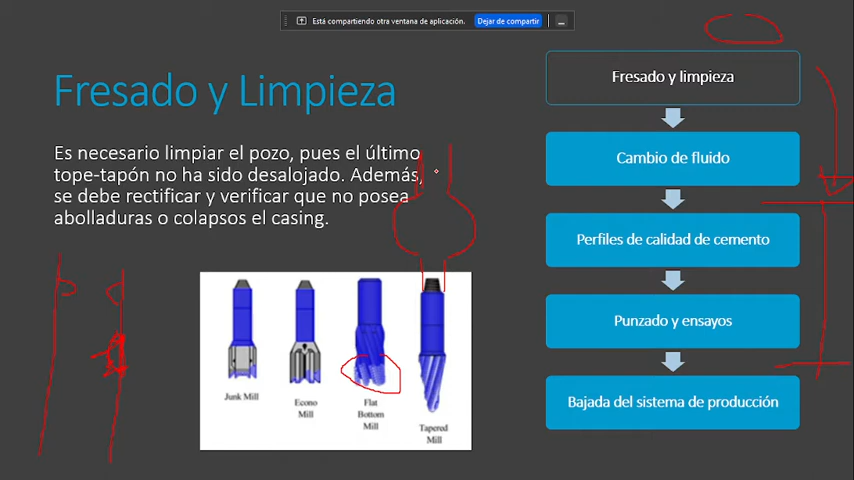 Está compartiendo otra ventana de aplicación.
Dejar de compartir
Fresado y Limpieza
Es necesario limpiar el pozo, pues el último
tope-tapón no ha sido desalojado. Además,
se debe rectificar y verificar que no posea
abolladuras o colapsos el casing.
Junk Mill
Econo
Mill
Flat
Bottom
Mill
Tapered
Mill
Fresado y limpieza
Cambio de fluido
Perfiles de calidad de cemento
Punzado y ensayos
Bajada del sistema de producción